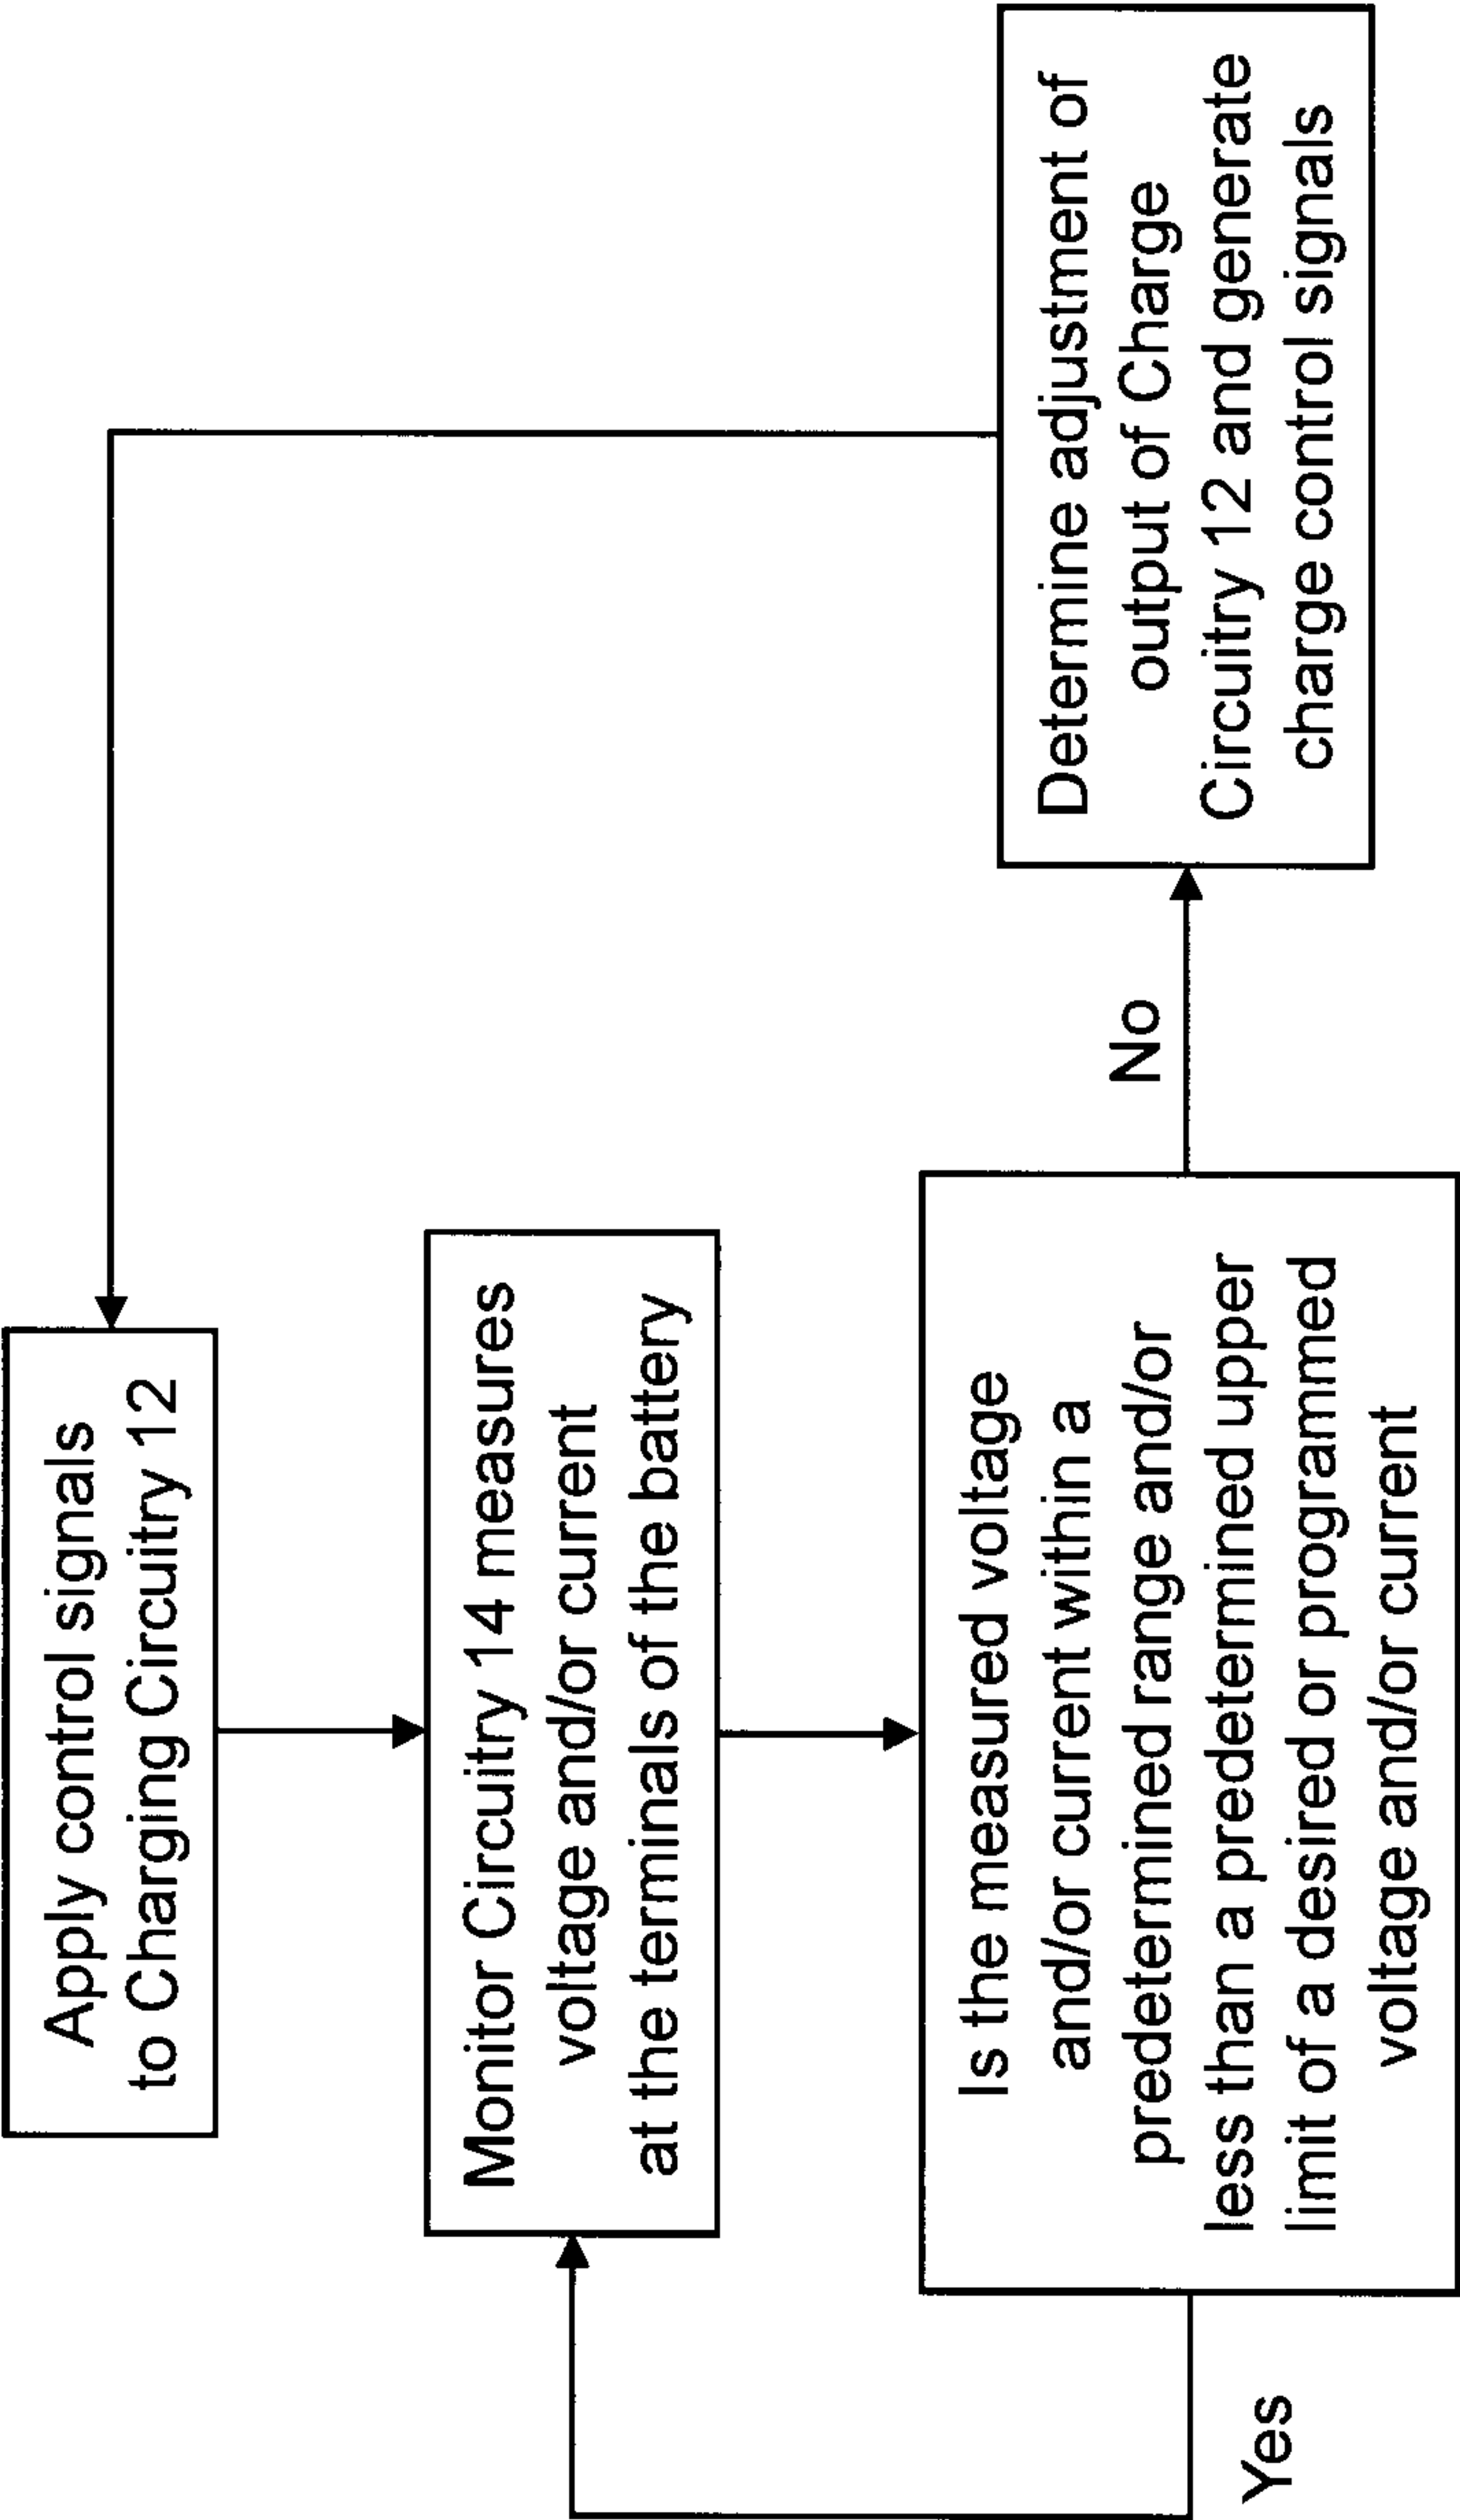 Apply control signals
to Charging Circuitry 12
Monitor Circuitry 14 measures
voltage and/or current
at the terminals of the battery
Is the measured voltage
and/or current within a
predetermined range and/or
less than a predetermined upper
limit of a desired or programmed
voltage and/or current
Yes
No
Determine adjustment of
output of Charge
Circuitry 12 and generate
charge control signals